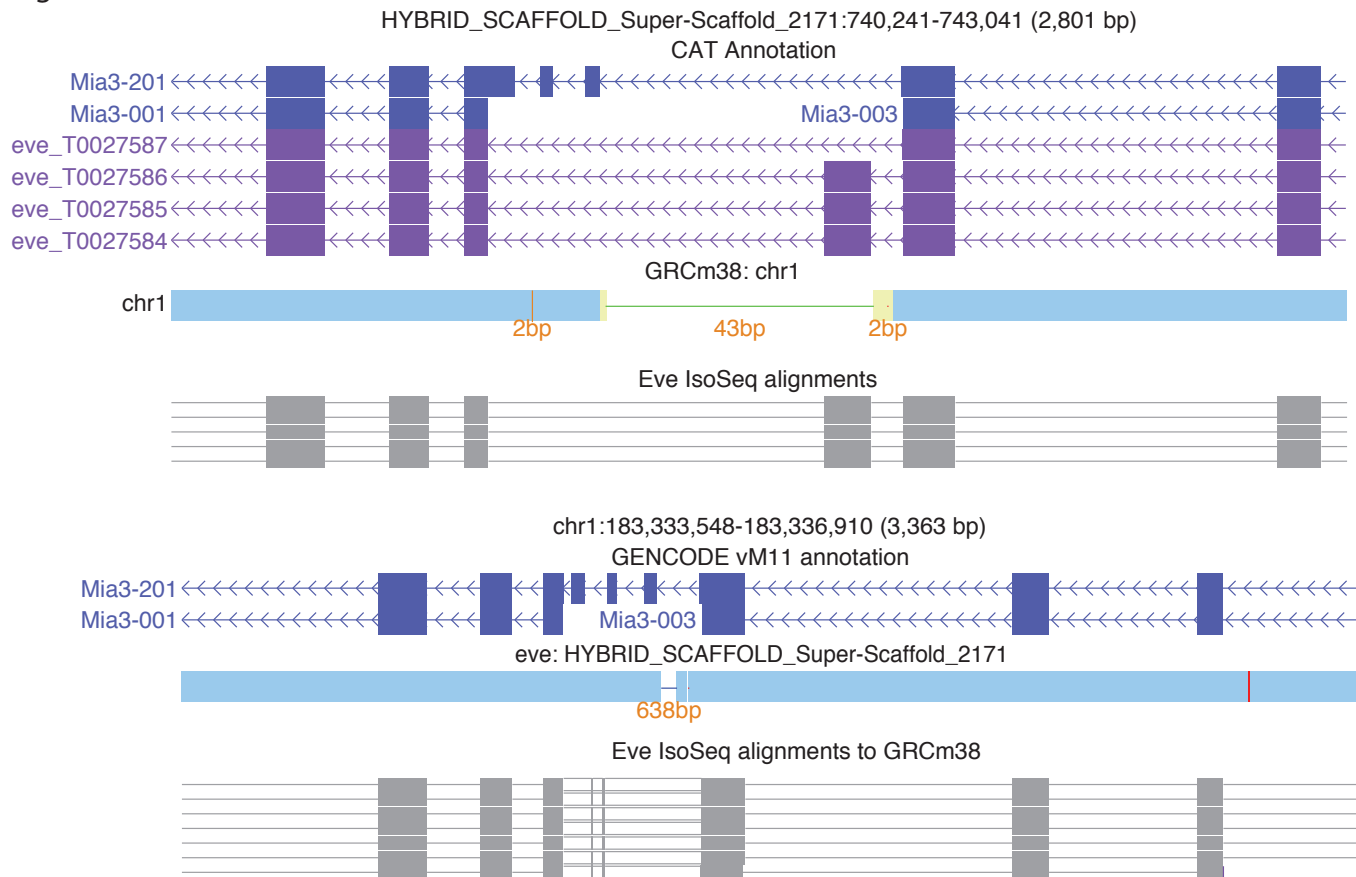 HYBRID_SCAFFOLD_Super-Scaffold_2171:740,241-743,041 (2,801 bp)
CAT Annotation
Mia3-201
Mia3-001 Mia3-003
eve_T0027587
eve_T0027586
eve_T0027585
eve_T0027584
GRCm38: chr1
chr1
2bp 43bp 2bp
Eve IsoSeq alignments
chr1:183,333,548-183,336,910 (3,363 bp)
GENCODE vM11 annotation
Mia3-201
Mia3-001 Mia3-003
eve: HYBRID_SCAFFOLD_Super-Scaffold_2171
638bp
Eve IsoSeq alignments to GRCm38